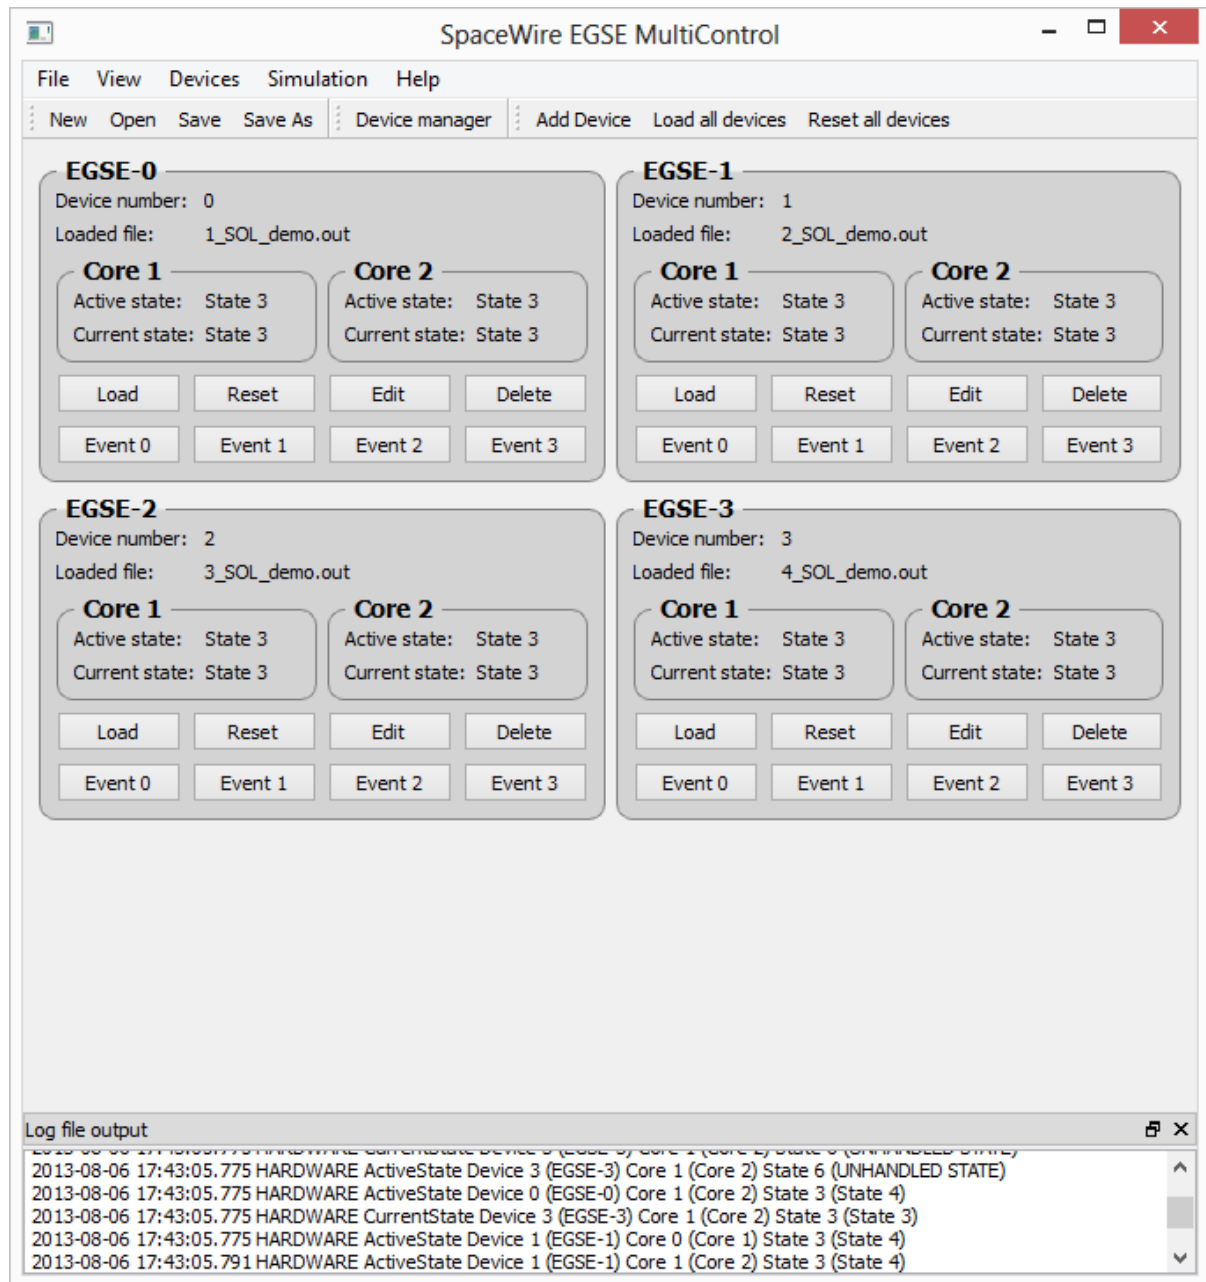 SpaceWire EGSE MultiControl
File View Devices Simulation Help
New Open Save Save As Device manager Add Device Load all devices Reset all devices
EGSE-0
Device number: 0
Loaded file: 1_SOL_demo.out
Core 1
Active state: State 3
Current state: State 3
Core 2
Active state: State 3
Current state: State 3
Load Reset Edit Delete
Event 0 Event 1 Event 2 Event 3
EGSE-1
Device number: 1
Loaded file: 2_SOL_demo.out
Core 1
Active state: State 3
Current state: State 3
Core 2
Active state: State 3
Current state: State 3
Load Reset Edit Delete
Event 0 Event 1 Event 2 Event 3
EGSE-2
Device number: 2
Loaded file: 3_SOL_demo.out
Core 1
Active state: State 3
Current state: State 3
Core 2
Active state: State 3
Current state: State 3
Load Reset Edit Delete
Event 0 Event 1 Event 2 Event 3
EGSE-3
Device number: 3
Loaded file: 4_SOL_demo.out
Core 1
Active state: State 3
Current state: State 3
Core 2
Active state: State 3
Current state: State 3
Load Reset Edit Delete
Event 0 Event 1 Event 2 Event 3
Log file output
2013-08-06 17:43:05.775 HARDWARE ActiveState Device 3 (EGSE-3) Core 1 (Core 2) State 6 (UNHANDLED STATE)
2013-08-06 17:43:05.775 HARDWARE ActiveState Device 0 (EGSE-0) Core 1 (Core 2) State 3 (State 4)
2013-08-06 17:43:05.775 HARDWARE CurrentState Device 3 (EGSE-3) Core 1 (Core 2) State 3 (State 3)
2013-08-06 17:43:05.775 HARDWARE ActiveState Device 1 (EGSE-1) Core 0 (Core 1) State 3 (State 4)
2013-08-06 17:43:05.791 HARDWARE ActiveState Device 1 (EGSE-1) Core 1 (Core 2) State 3 (State 4)